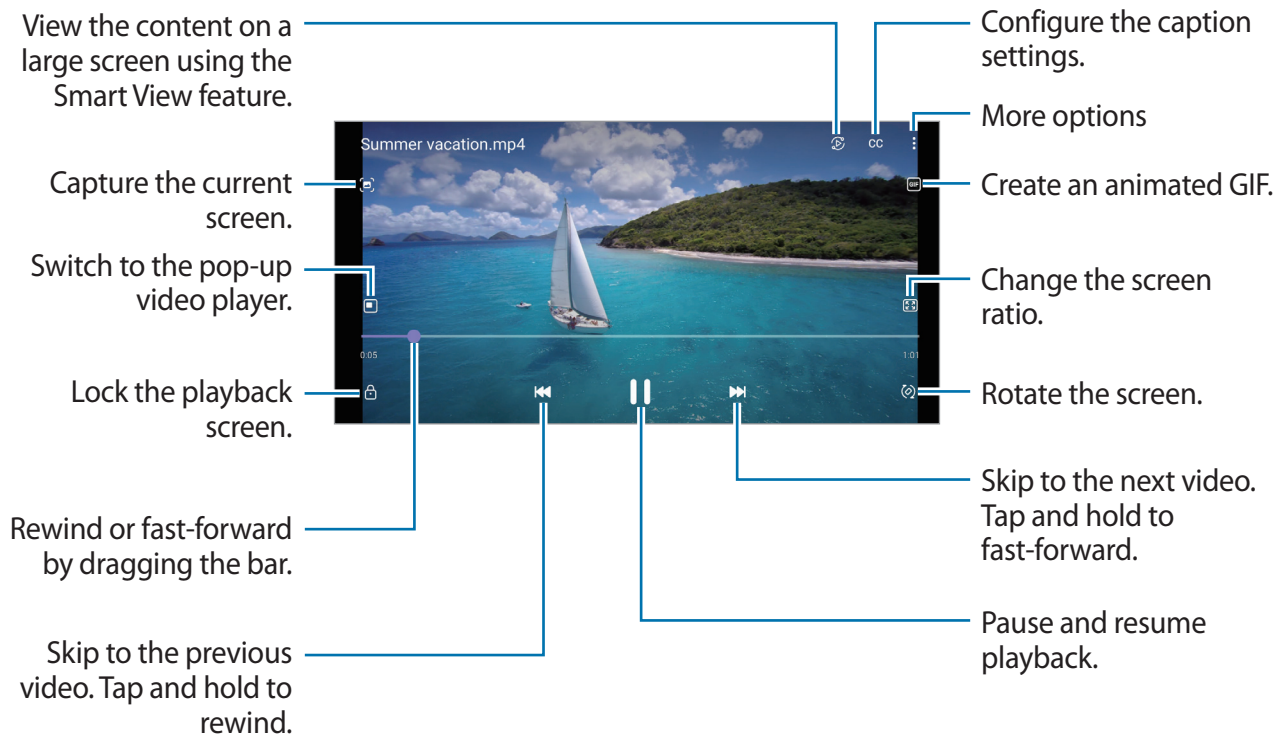 View the content on a
large screen using the
Smart View feature.
Configure the caption
settings.
More options
Summer vacation.mp4
CC
Capture the current
screen.
GIF
Create an animated GIF.
Switch to the pop-up
video player.
Change the screen
ratio.
0:05
1:01
Lock the playback
screen.
Rotate the screen.
Rewind or fast-forward
by dragging the bar.
Skip to the next video.
Tap and hold to
fast-forward.
Skip to the previous
video. Tap and hold to
rewind.
Pause and resume
playback.